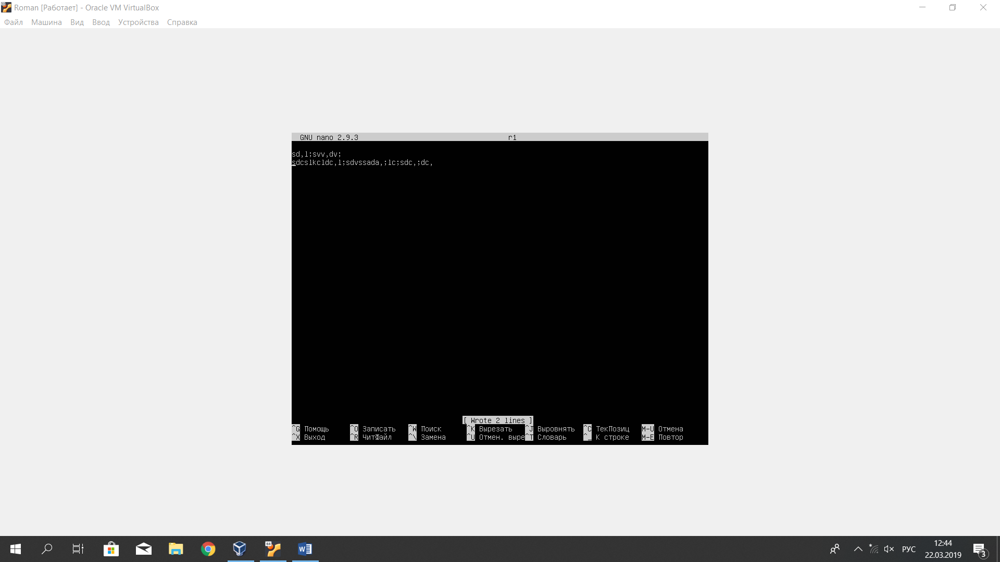 Roman [Работает] - Oracle VM VirtualBox
Файл Машина Вид Ввод Устройства Справка
GNU nano 2.9.3 r1
sd,l;svv,dv;
sdcslkcldc,l;sdvssada,;lc;sdc,;dc,
[ Wrote 2 lines ]
^G Помощь ^O Записать ^W Поиск ^K Вырезать ^J Выровнять ^C ТекПозиц M-U Отмена
^X Выход ^R ЧитФайл ^\ Замена ^U Отмен. выре^T Словарь ^_ К строке M-E Повтор
64 W РУС 12:44 3
22.03.2019